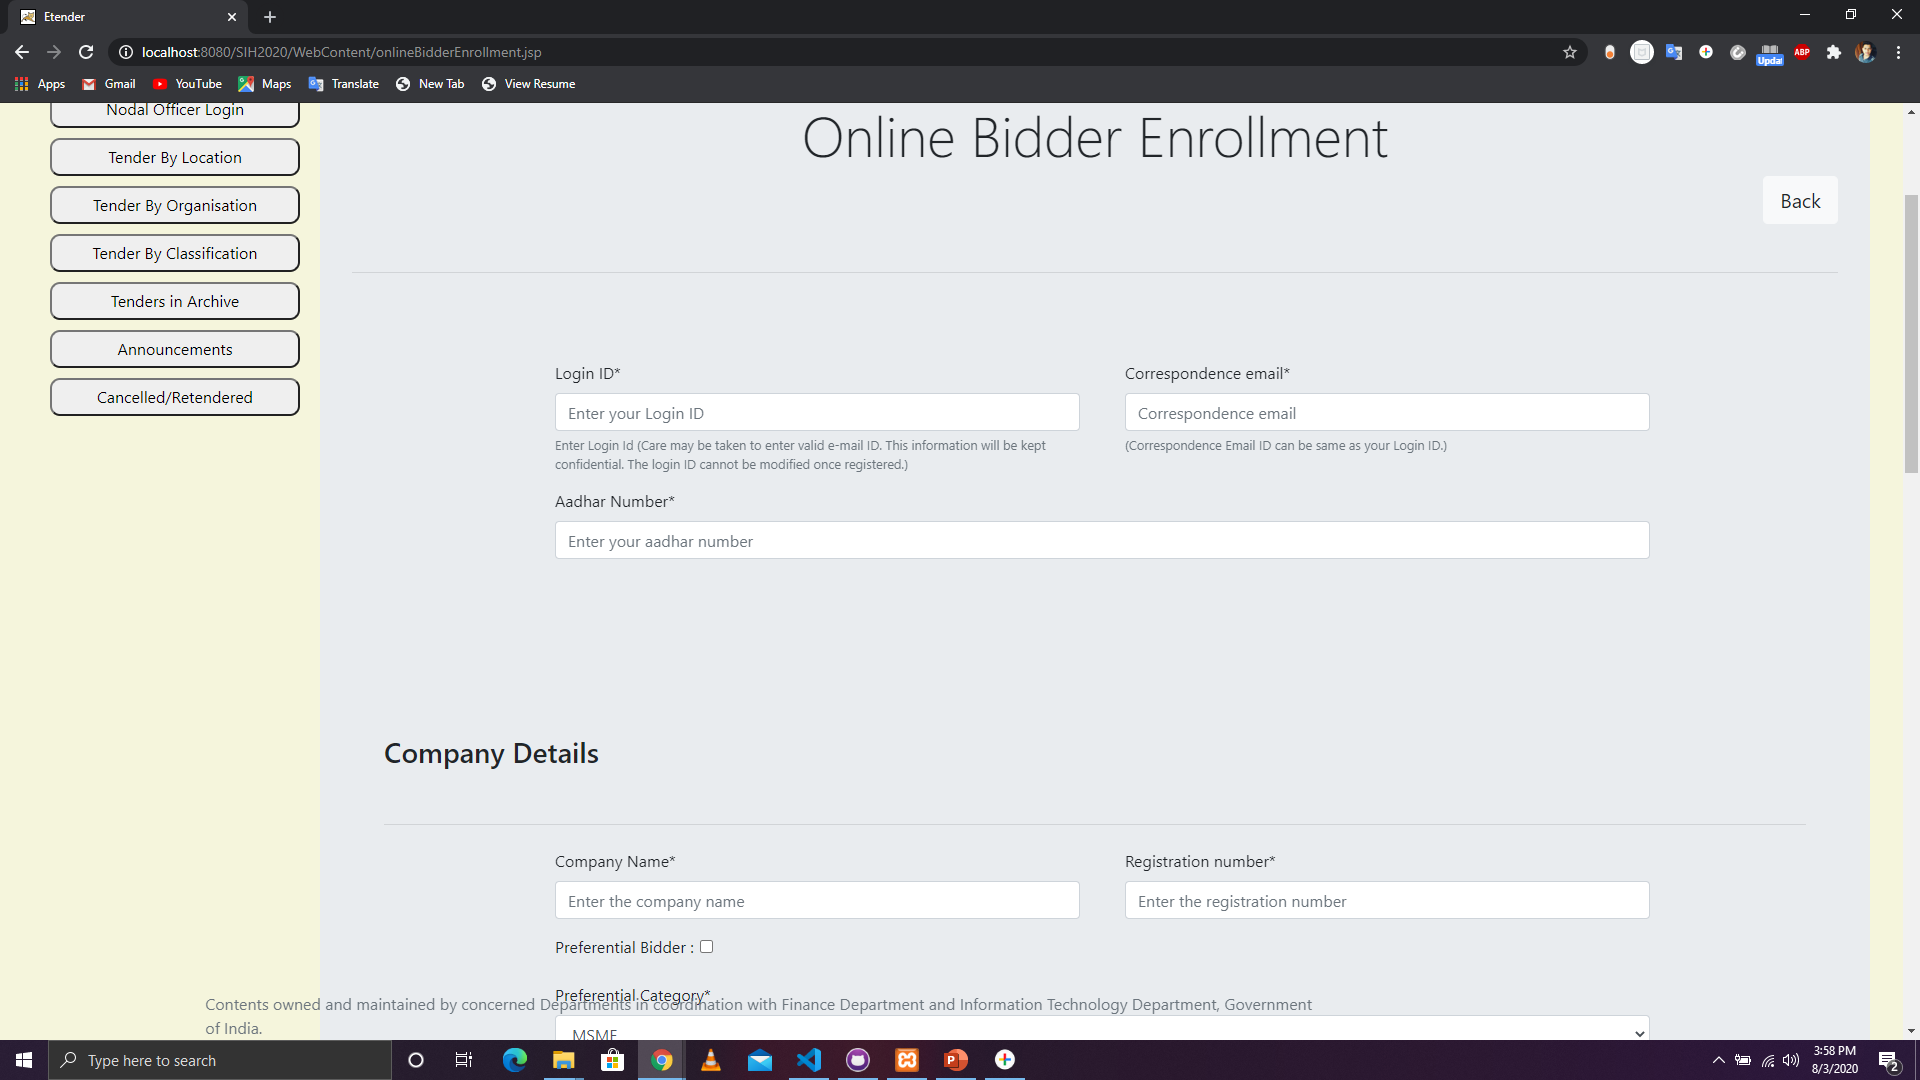 Etender
localhost:8080/SIH2020/WebContent/onlineBidderEnrollment.jsp
Updat
ABP
Apps
Gmail
YouTube
Maps
Translate
New Tab
View Resume
Nodal Officer Login
Tender By Location
Tender By Organisation
Tender By Classification
Tenders in Archive
Announcements
Cancelled/Retendered
Online Bidder Enrollment
Back
Login ID*
Enter your Login ID
Enter Login Id (Care may be taken to enter valid e-mail ID. This information will be kept
confidential. The login ID cannot be modified once registered.)
Correspondence email*
Correspondence email
(Correspondence Email ID can be same as your Login ID.)
Aadhar Number*
Enter your aadhar number
Company Details
Company Name*
Enter the company name
Registration number*
Enter the registration number
Preferential Bidder :
Preferential Category*
MSME
Contents owned and maintained by concerned Departments in coordination with Finance Department and Information Technology Department, Government
of India.
Type here to search
3:58 PM
8/3/2020
2